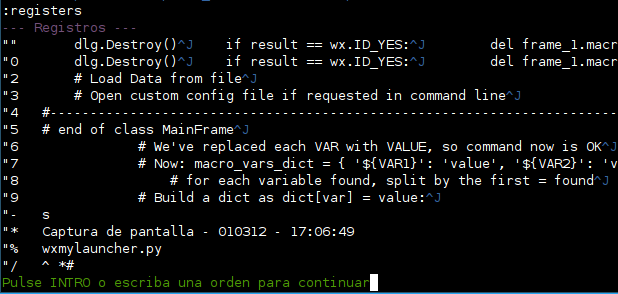 :registers
--- Registros ---
""      dlg.Destroy()^J    if result == wx.ID_YES:^J        del frame_1.macr
"0      dlg.Destroy()^J    if result == wx.ID_YES:^J        del frame_1.macr
"2      # Load Data from file^J
"3      # Open custom config file if requested in command line^J
"4   #---------------------------------------------------------------------------
"5   # end of class MainFrame^J
"6              # We've replaced each VAR with VALUE, so command now is OK^J
"7              # Now: macro_vars_dict = { '${VAR1}': 'value', '${VAR2}': 'v
"8                  # for each variable found, split by the first = found^J
"9              # Build a dict as dict[var] = value:^J
"-   s
"*   Captura de pantalla - 010312 - 17:06:49
"%   wxmylauncher.py
"/   ^ *#
Pulse INTRO o escriba una orden para continuar